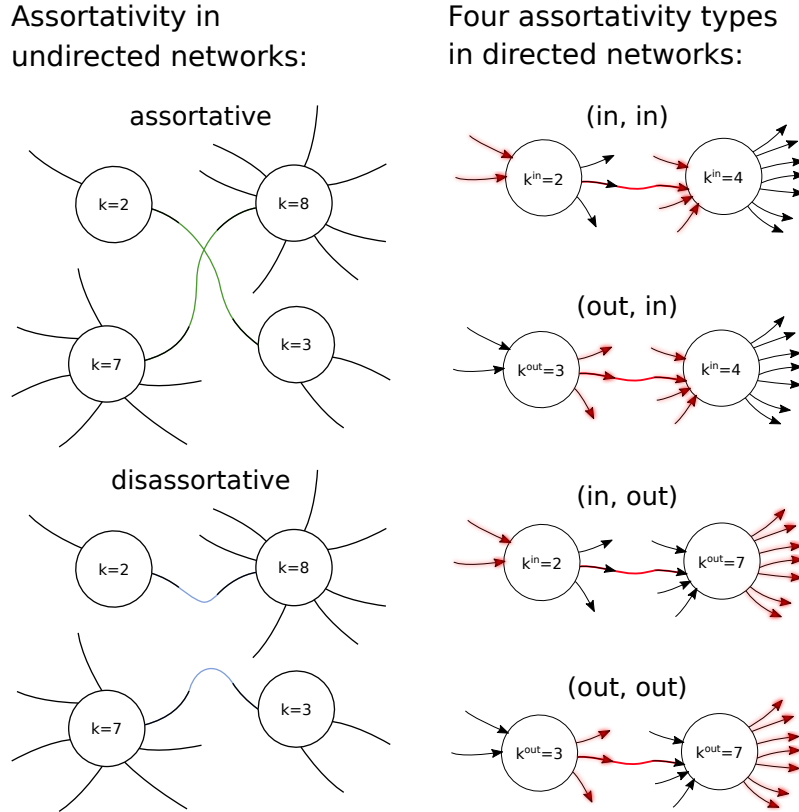 Assortativity in
undirected networks:
assortative
k=2
k=8
k=7
k=3
disassortative
k=2
k=8
k=7
k=3
Four assortativity types
in directed networks:
(in, in)
kⁱⁿ=2
kⁱⁿ=4
(out, in)
kᵒᵘᵗ=3
kⁱⁿ=4
(in, out)
kⁱⁿ=2
kᵒᵘᵗ=7
(out, out)
kᵒᵘᵗ=3
kᵒᵘᵗ=7